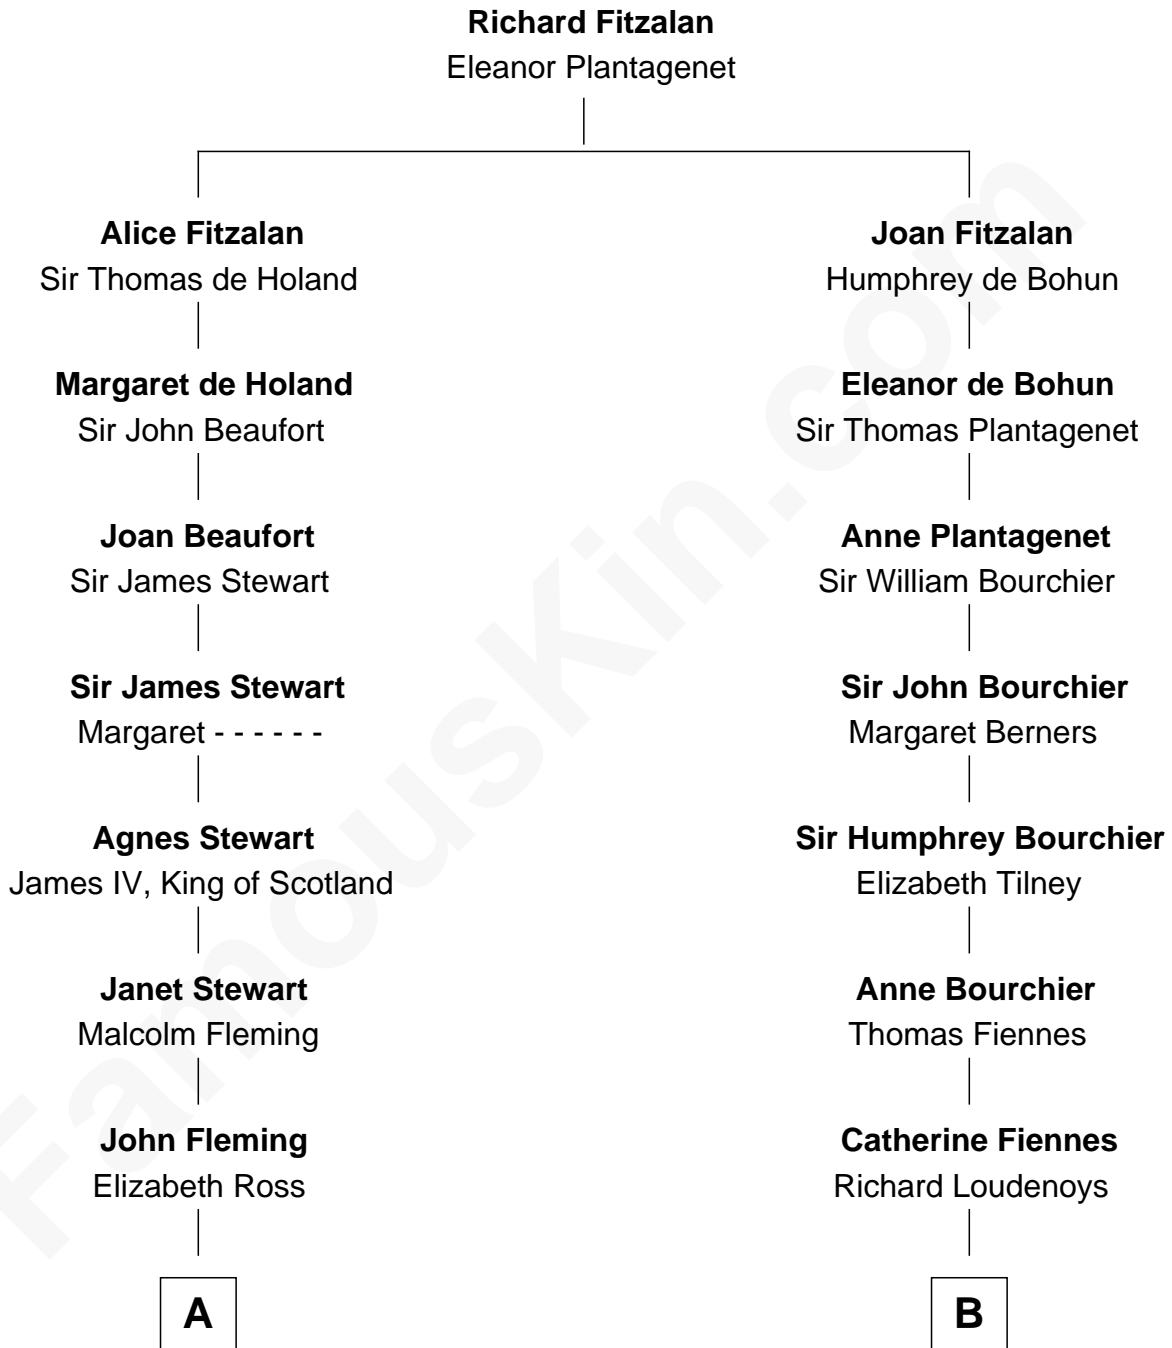 Richard Fitzalan
Eleanor Plantagenet
Alice Fitzalan
Sir Thomas de Holand
Margaret de Holand
Sir John Beaufort
Joan Beaufort
Sir James Stewart
Sir James Stewart
Margaret - - - - - -
Agnes Stewart
James IV, King of Scotland
Janet Stewart
Malcolm Fleming
John Fleming
Elizabeth Ross
A
Joan Fitzalan
Humphrey de Bohun
Eleanor de Bohun
Sir Thomas Plantagenet
Anne Plantagenet
Sir William Bourchier
Sir John Bourchier
Margaret Berners
Sir Humphrey Bourchier
Elizabeth Tilney
Anne Bourchier
Thomas Fiennes
Catherine Fiennes
Richard Loudenoys
B
FamousKin.com